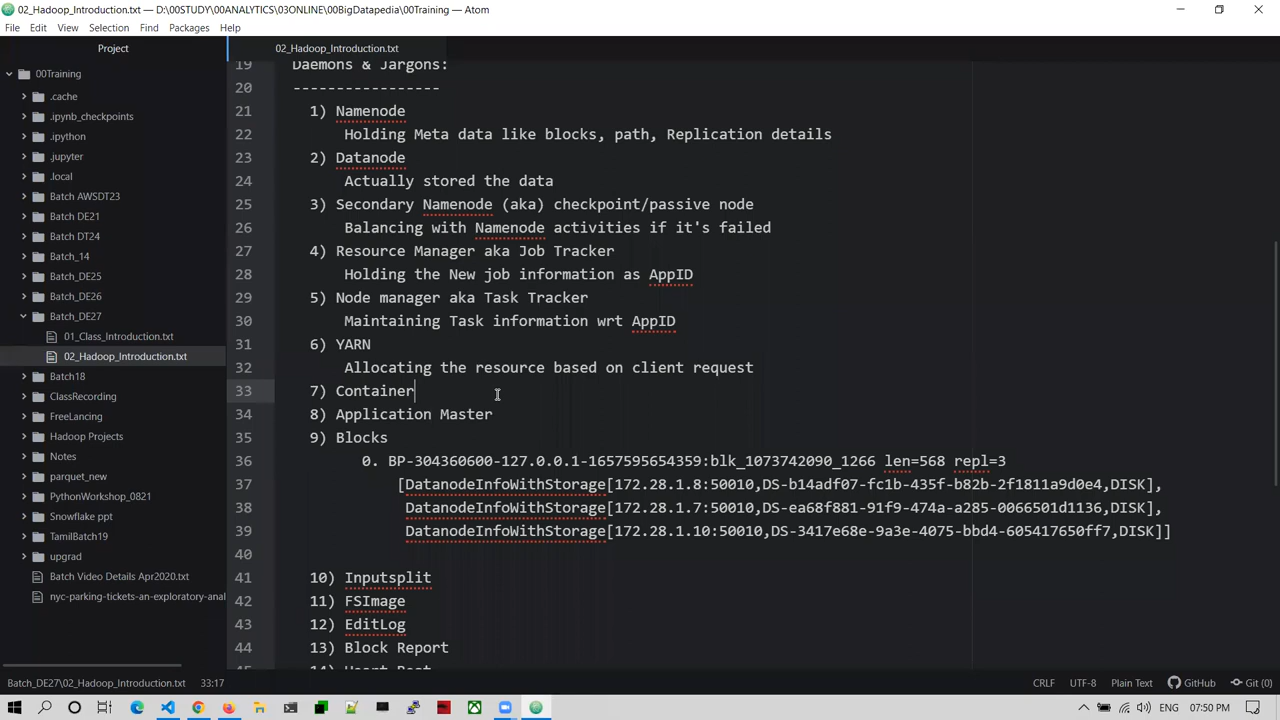 02_Hadoop_Introduction.txt — D:\00STUDY\00ANALYTICS\03ONLINE\00BigDatapedia\00Training — Atom
File Edit View Selection Find Packages Help
Project
02_Hadoop_Introduction.txt
00Training
.cache
.ipynb_checkpoints
.ipython
.jupyter
.local
Batch AWSDT23
Batch DE21
Batch DT24
Batch_14
Batch_DE25
Batch_DE26
Batch_DE27
01_Class_Introduction.txt
02_Hadoop_Introduction.txt
Batch18
ClassRecording
FreeLancing
Hadoop Projects
Notes
parquet_new
PythonWorkshop_0821
Snowflake ppt
TamilBatch19
upgrad
Batch Video Details Apr2020.txt
nyc-parking-tickets-an-exploratory-anal
19 Daemons & Jargons:
20 -----------------
21 1) Namenode
22 Holding Meta data like blocks, path, Replication details
23 2) Datanode
24 Actually stored the data
25 3) Secondary Namenode (aka) checkpoint/passive node
26 Balancing with Namenode activities if it's failed
27 4) Resource Manager aka Job Tracker
28 Holding the New job information as AppID
29 5) Node manager aka Task Tracker
30 Maintaining Task information wrt AppID
31 6) YARN
32 Allocating the resource based on client request
33 7) Container
34 8) Application Master
35 9) Blocks
36 0. BP-304360600-127.0.0.1-1657595654359:blk_1073742090_1266 len=568 repl=3
37 [DatanodeInfoWithStorage[172.28.1.8:50010,DS-b14adf07-fc1b-435f-b82b-2f1811a9d0e4,DISK],
38 DatanodeInfoWithStorage[172.28.1.7:50010,DS-ea68f881-91f9-474a-a285-0066501d1136,DISK],
39 DatanodeInfoWithStorage[172.28.1.10:50010,DS-3417e68e-9a3e-4075-bbd4-605417650ff7,DISK]]
40
41 10) Inputsplit
42 11) FSImage
43 12) EditLog
44 13) Block Report
45 14) Heart Beat
Batch_DE27\02_Hadoop_Introduction.txt 33:17 CRLF UTF-8 Plain Text GitHub Git (0)
ENG 07:50 PM